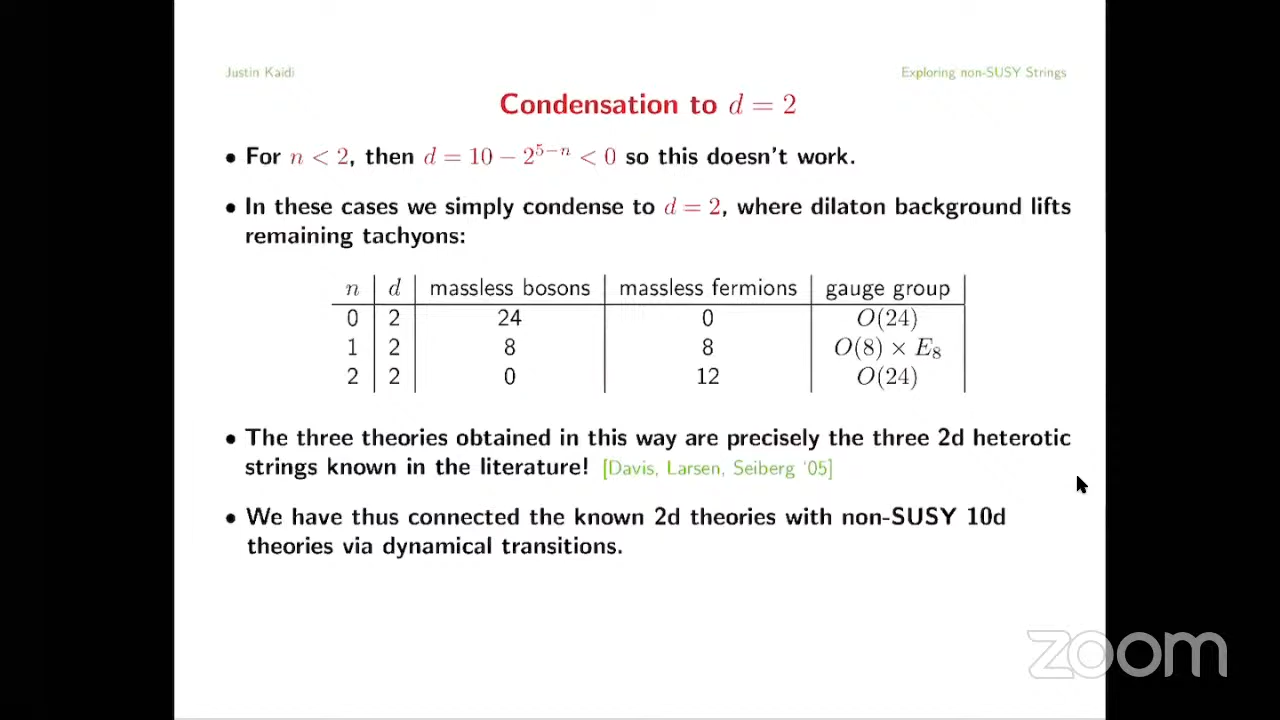 Justin Kaidi Exploring non-SUSY Strings
Condensation to d = 2
• For n < 2, then d = 10 − 2^{5−n} < 0 so this doesn't work.
• In these cases we simply condense to d = 2, where dilaton background lifts
remaining tachyons:
n d massless bosons massless fermions gauge group
0 2 24 0 O(24)
1 2 8 8 O(8) × E₈
2 2 0 12 O(24)
• The three theories obtained in this way are precisely the three 2d heterotic
strings known in the literature! [Davis, Larsen, Seiberg '05]
• We have thus connected the known 2d theories with non-SUSY 10d
theories via dynamical transitions.
zoom